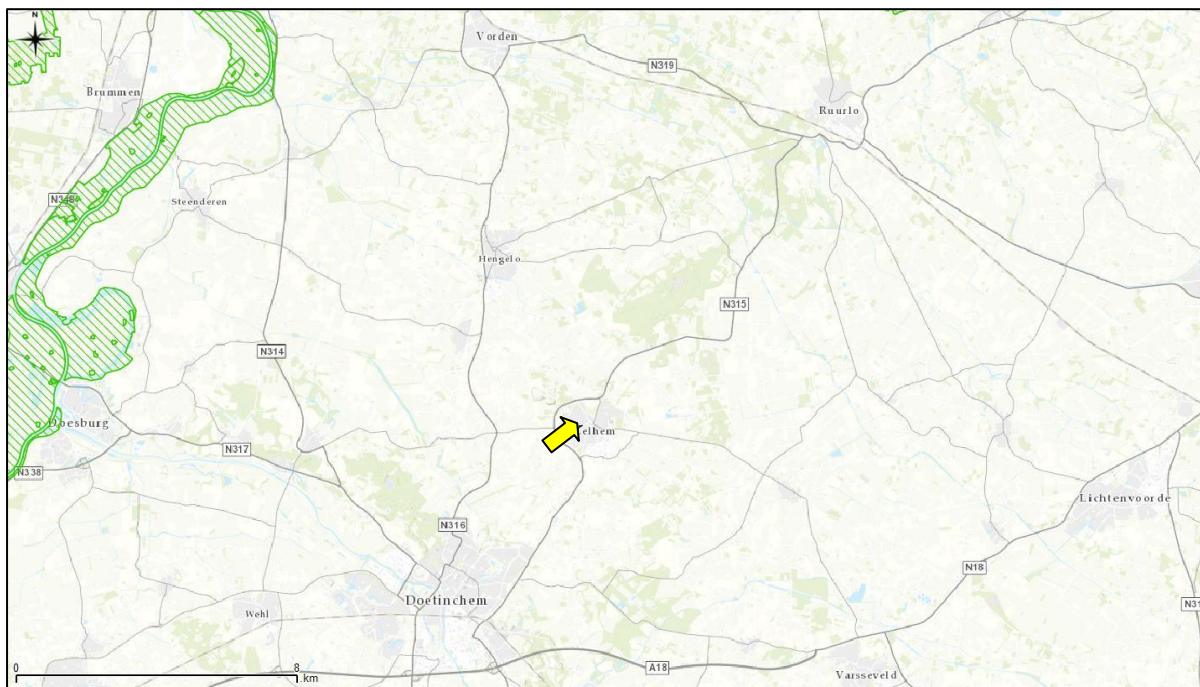 N
Vorden
N319
Brummen
Ruurlo
N348
Steenderen
Hengelo
N315
N314
Doesburg
elhem
N317
N338
Lichtenvoorde
N316
N18
Doetinchem
Wehl
N31
0
8
km
A18
Varsseveld